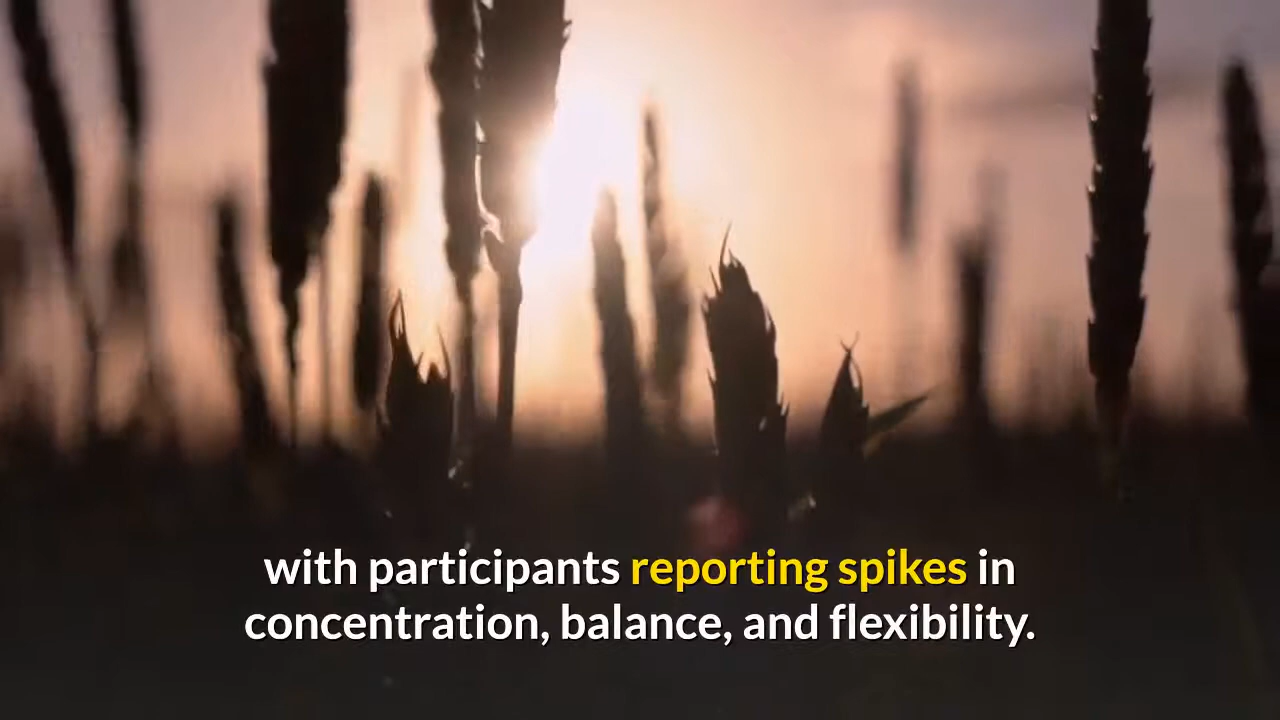 with participants reporting spikes in
concentration, balance, and flexibility.